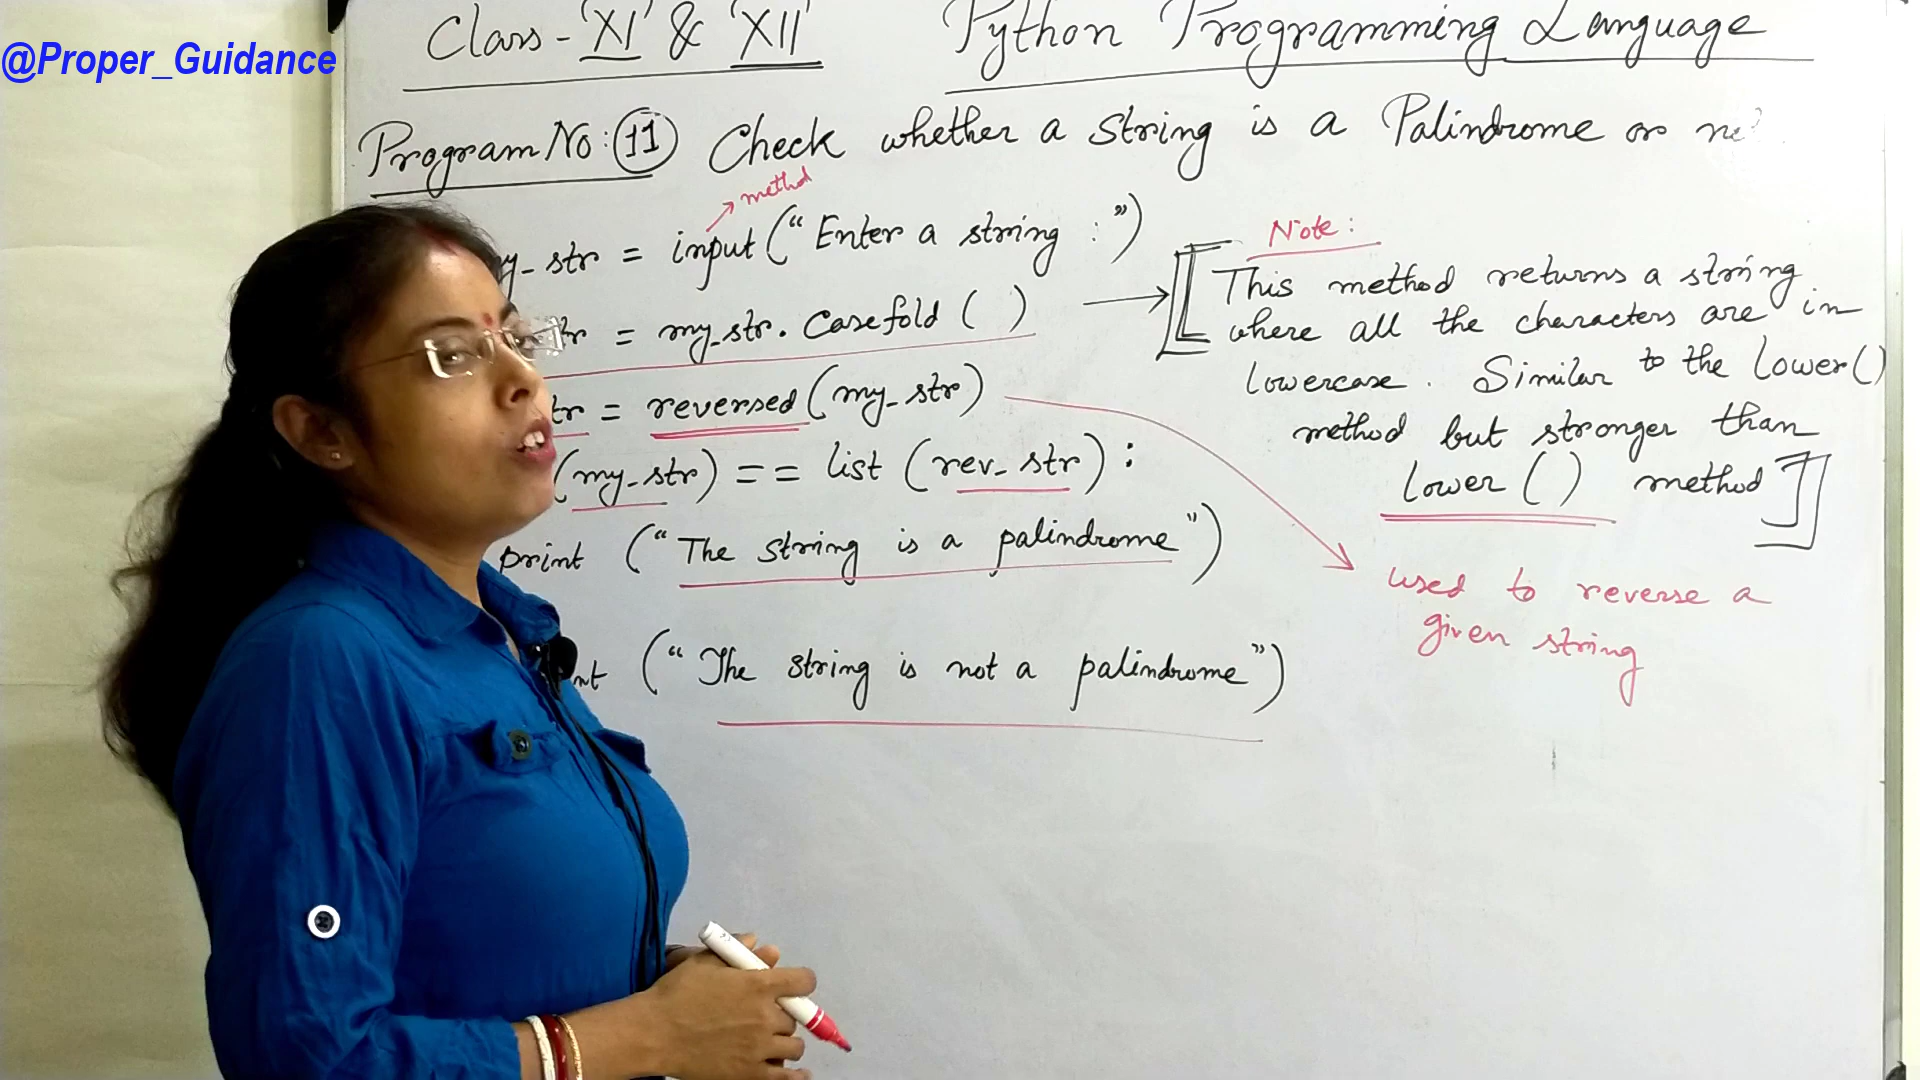 @Proper_Guidance
Class - 'XI' & 'XII' Python Programming Language
Program No: 11 Check whether a string is a Palindrome or
method
_str = input ("Enter a string :")
= my_str. Casefold ( )
= reversed (my_str)
(my_str) == list (rev_str) :
print ("The string is a palindrome")
("The string is not a palindrome")
Note:
[This method returns a string
where all the characters are in
lowercase. Similar to the lower()
method but stronger than
lower ( ) method]
used to reverse a
given string